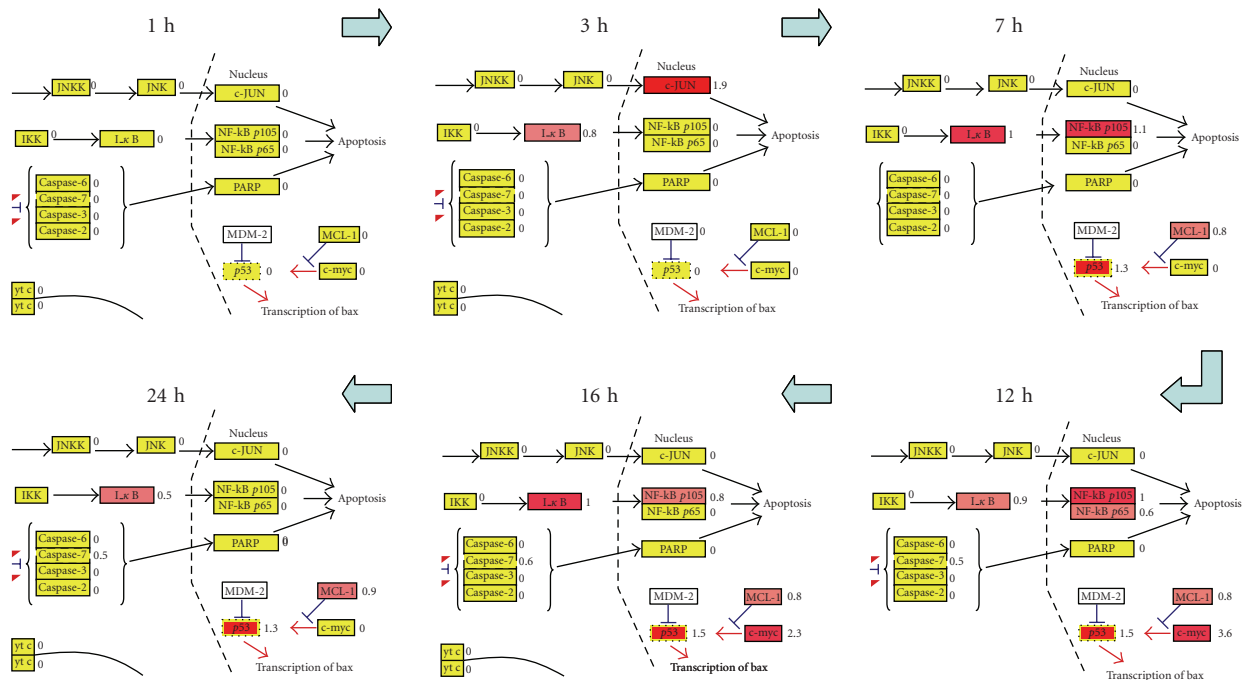 1 h
Nucleus
JNKK 0
JNK 0
c-JUN 0
IKK 0
I.κ B 0
NF-kB p105 0
NF-kB p65 0
Apoptosis
Caspase-6 0
Caspase-7 0
Caspase-3 0
Caspase-2 0
PARP 0
MDM-2
MCL-1 0
p53 0
c-myc 0
yt c 0
yt c 0
Transcription of bax
3 h
Nucleus
JNKK 0
JNK 0
c-JUN 1.9
IKK 0
I.κ B 0.8
NF-kB p105 0
NF-kB p65 0
Apoptosis
Caspase-6 0
Caspase-7 0
Caspase-3 0
Caspase-2 0
PARP 0
MDM-2 0
MCL-1 0
p53 0
c-myc 0
yt c 0
yt c 0
Transcription of bax
7 h
JNKK 0
JNK 0
c-JUN 0
IKK 0
I.κ B 1
NF-kB p105 1.1
NF-kB p65 0
Apoptosis
Caspase-6 0
Caspase-7 0
Caspase-3 0
Caspase-2 0
PARP 0
MDM-2
MCL-1 0.8
p53 1.3
c-myc 0
Transcription of bax
24 h
Nucleus
JNKK 0
JNK 0
c-JUN 0
IKK 0
I.κ B 0.5
NF-kB p105 0
NF-kB p65 0
Apoptosis
Caspase-6 0
Caspase-7 0.5
Caspase-3 0
Caspase-2 0
PARP 0
MDM-2
MCL-1 0.9
p53 1.3
c-myc 0
yt c 0
yt c 0
Transcription of bax
16 h
Nucleus
JNKK 0
JNK 0
c-JUN 0
IKK 0
I.κ B 1
NF-kB p105 0.8
NF-kB p65 0
Apoptosis
Caspase-6 0
Caspase-7 0.6
Caspase-3 0
Caspase-2 0
PARP 0
MDM-2
MCL-1 0.8
p53 1.5
c-myc 2.3
yt c 0
yt c 0
Transcription of bax
12 h
JNKK 0
JNK 0
c-JUN 0
IKK 0
I.κ B 0.9
NF-kB p105 1
NF-kB p65 0.6
Apoptosis
Caspase-6 0
Caspase-7 0.5
Caspase-3 0
Caspase-2 0
PARP 0
MDM-2
MCL-1 0.8
p53 1.5
c-myc 3.6
Transcription of bax